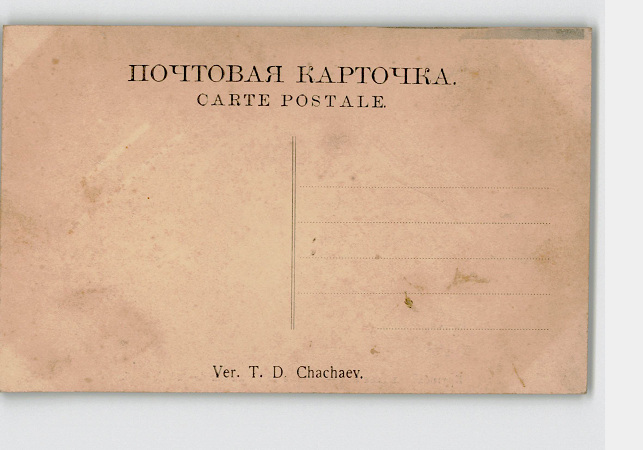 ПОЧТОВАЯ КАРТОЧКА.
CARTE POSTALE.
Ver. T. D. Chachaev.